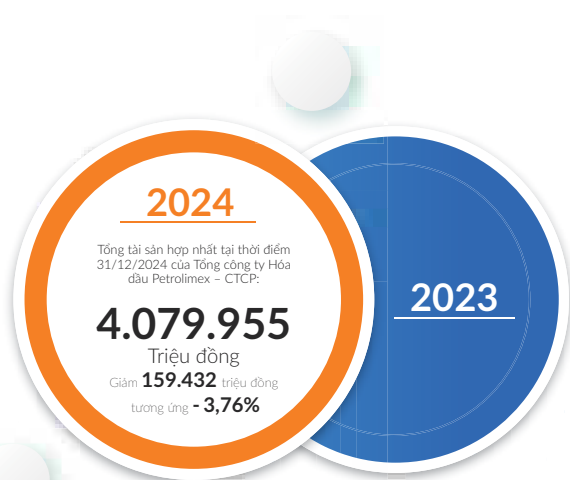 2024
Tổng tài sản hợp nhất tại thời điểm
31/12/2024 của Tổng công ty Hóa
dầu Petrolimex – CTCP:
4.079.955
Triệu đồng
Giảm 159.432 triệu đồng
tương ứng - 3,76%
2023